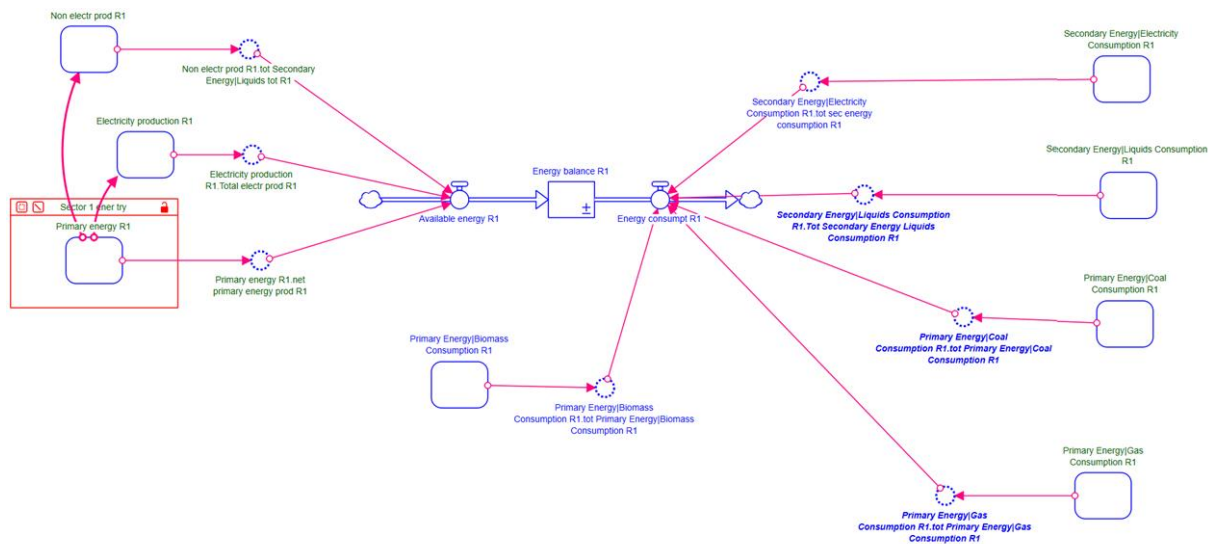 Non electr prod R1
Non electr prod R1.tot Secondary
Energy|Liquids tot R1
Electricity production R1
Electricity production
R1.Total electr prod R1
Sector 1 ener try
Primary energy R1
Primary energy R1.net
primary energy prod R1
Available energy R1
Energy balance R1
Energy consumpt R1
Primary Energy|Biomass
Consumption R1
Primary Energy|Biomass
Consumption R1.tot Primary Energy|Biomass
Consumption R1
Secondary Energy|Electricity
Consumption R1
Secondary Energy|Electricity
Consumption R1.tot sec energy
consumption R1
Secondary Energy|Liquids Consumption
R1
Secondary Energy|Liquids Consumption
R1.Tot Secondary Energy Liquids
Consumption R1
Primary Energy|Coal
Consumption R1
Primary Energy|Coal
Consumption R1.tot Primary Energy|Coal
Consumption R1
Primary Energy|Gas
Consumption R1
Primary Energy|Gas
Consumption R1.tot Primary Energy|Gas
Consumption R1